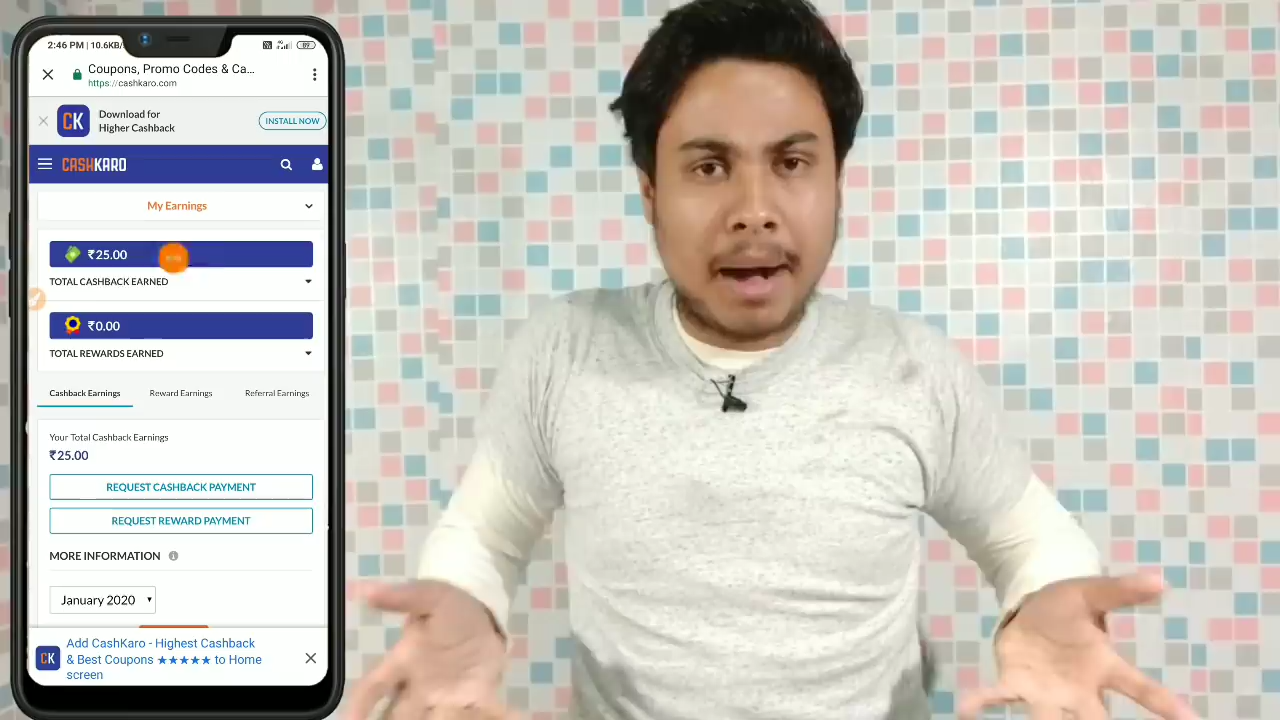 2:46 PM | 10.6KB/
Coupons, Promo Codes & Ca...
https://cashkaro.com
CK
Download for
Higher Cashback
INSTALL NOW
CASHKARO
My Earnings
₹25.00
TOTAL CASHBACK EARNED
₹0.00
TOTAL REWARDS EARNED
Cashback Earnings Reward Earnings Referral Earnings
Your Total Cashback Earnings
₹25.00
REQUEST CASHBACK PAYMENT
REQUEST REWARD PAYMENT
MORE INFORMATION
January 2020
CK
Add CashKaro - Highest Cashback
& Best Coupons ★★★★★ to Home
screen